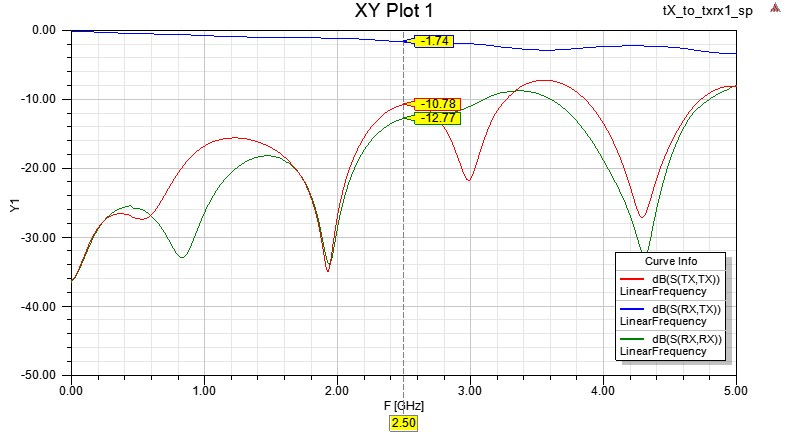 XY Plot 1
tX_to_txrx1_sp
0.00
-10.00
-20.00
-30.00
-40.00
-50.00
Y1
-1.74
-10.78
-12.77
Curve Info
dB(S(TX,TX))
LinearFrequency
dB(S(RX,TX))
LinearFrequency
dB(S(RX,RX))
LinearFrequency
0.00 1.00 2.00 3.00 4.00 5.00
F [GHz]
2.50